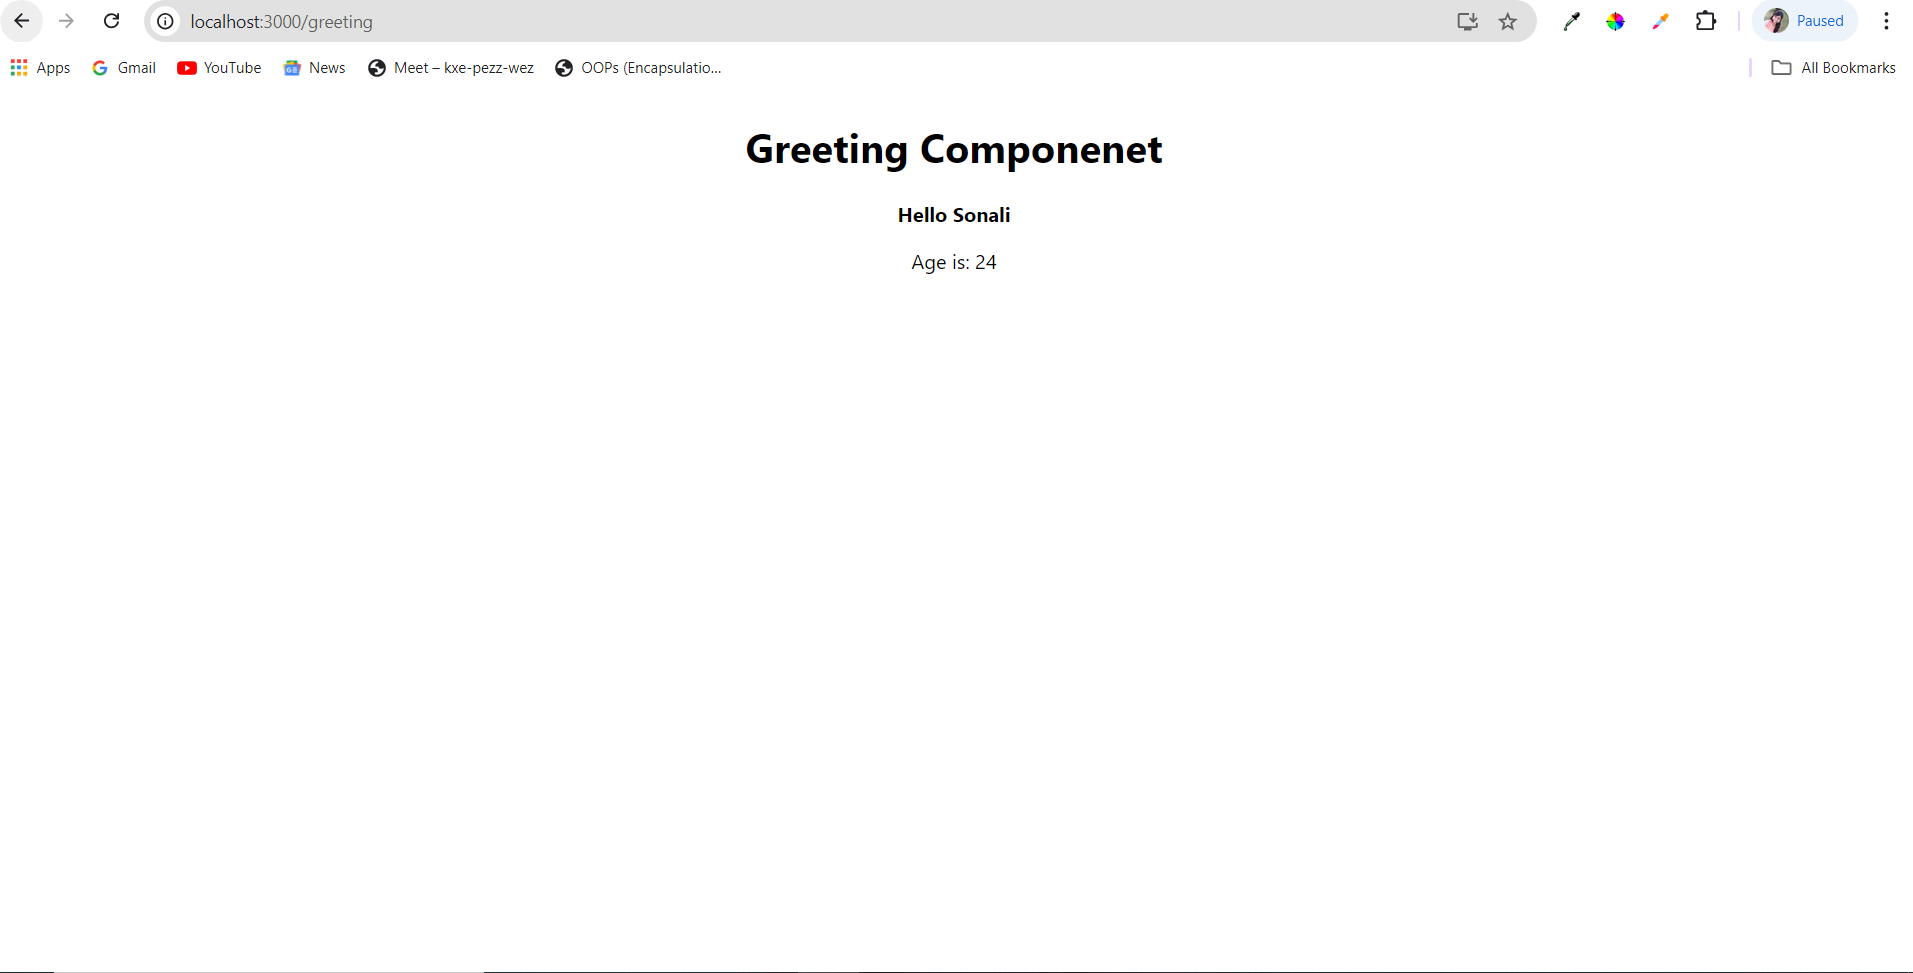 localhost:3000/greeting
Paused
Apps Gmail YouTube News Meet – kxe-pezz-wez OOPs (Encapsulatio... All Bookmarks
Greeting Componenet
Hello Sonali
Age is: 24